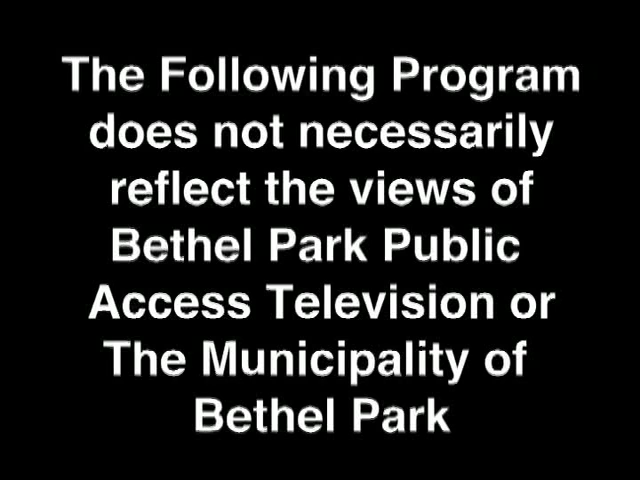 The Following Program
does not necessarily
reflect the views of
Bethel Park Public
Access Television or
The Municipality of
Bethel Park